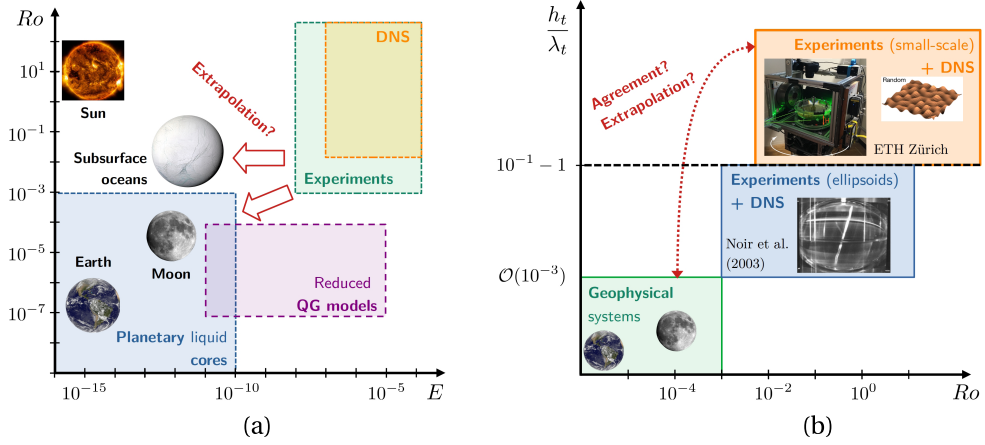 Ro
10^1
10^-1
10^-3
10^-5
10^-7
Sun
Extrapolation?
DNS
Subsurface
oceans
Experiments
Earth
Moon
Reduced
QG models
Planetary liquid
cores
10^-15
10^-10
10^-5
E
(a)
h_t
λ_t
Experiments (small-scale)
+ DNS
Random
ETH Zürich
Agreement?
Extrapolation?
10^-1 − 1
Experiments (ellipsoids)
+ DNS
Noir et al.
(2003)
O(10^-3)
Geophysical
systems
10^-4
10^-2
10^0
Ro
(b)